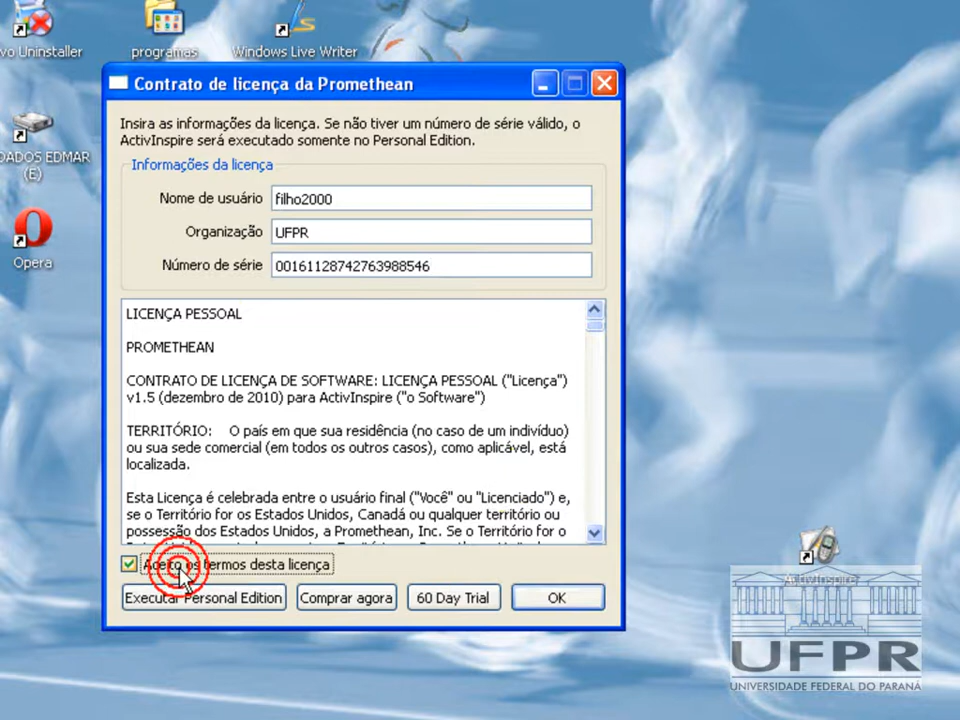 vo Uninstaller
programas
Windows Live Writer
DADOS EDMAR
(E)
Opera
Contrato de licença da Promethean
Insira as informações da licença. Se não tiver um número de série válido, o
ActivInspire será executado somente no Personal Edition.
Informações da licença
Nome de usuário filho2000
Organização UFPR
Número de série 00161128742763988546
LICENÇA PESSOAL
PROMETHEAN
CONTRATO DE LICENÇA DE SOFTWARE: LICENÇA PESSOAL ("Licença")
v1.5 (dezembro de 2010) para ActivInspire ("o Software")
TERRITÓRIO: O país em que sua residência (no caso de um indivíduo)
ou sua sede comercial (em todos os outros casos), como aplicável, está
localizada.
Esta Licença é celebrada entre o usuário final ("Você" ou "Licenciado") e,
se o Território for os Estados Unidos, Canadá ou qualquer território ou
possessão dos Estados Unidos, a Promethean, Inc. Se o Território for o
Aceito os termos desta licença
Executar Personal Edition
Comprar agora
60 Day Trial
OK
ActivInspire
UFPR
UNIVERSIDADE FEDERAL DO PARANÁ